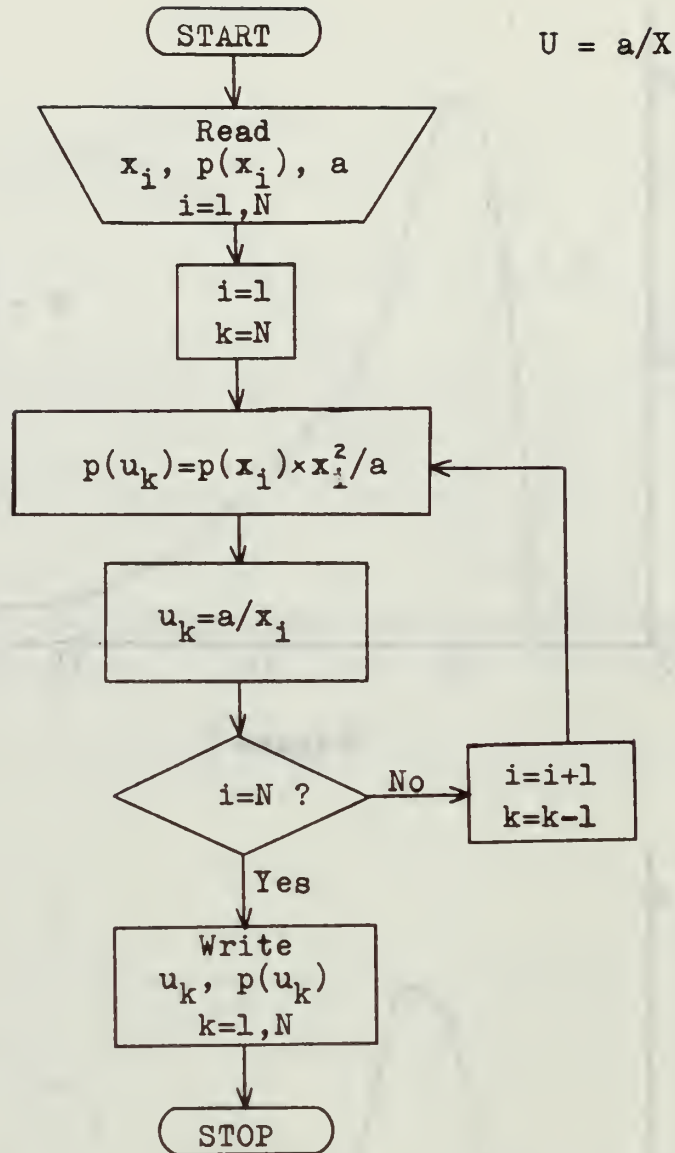 START
U = a/X
Read
x_i, p(x_i), a
i=1,N
i=1
k=N
p(u_k)=p(x_i)×x_i^2/a
u_k=a/x_i
i=N ?
No
i=i+1
k=k-1
Yes
Write
u_k, p(u_k)
k=1,N
STOP